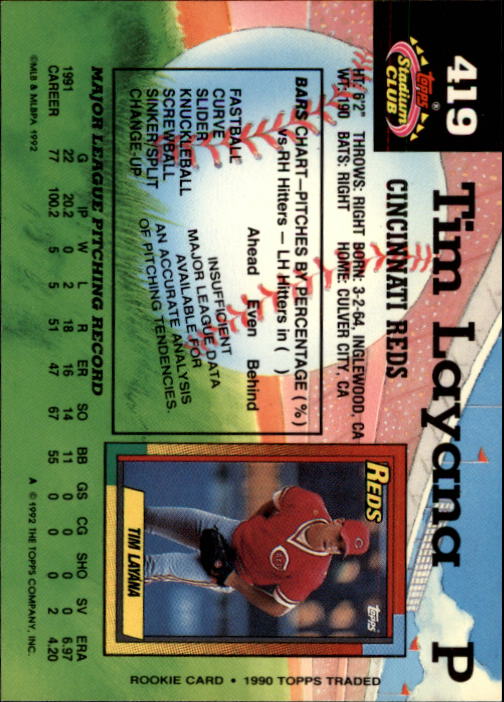 419
topps®
Stadium
CLUB
Tim Layana P
CINCINNATI REDS
HT: 6'2" THROWS: RIGHT BORN: 3-2-64, INGLEWOOD, CA
WT: 190 BATS: RIGHT HOME: CULVER CITY, CA
BARS CHART—PITCHES BY PERCENTAGE (%)
vs RH Hitters — LH Hitters in ( )
Ahead Even Behind
FASTBALL
CURVE
SLIDER
KNUCKLEBALL
SCREWBALL
SINKER/SPLIT
CHANGE-UP
INSUFFICIENT
MAJOR LEAGUE DATA
AVAILABLE FOR
AN ACCURATE ANALYSIS
OF PITCHING TENDENCIES.
REDS
topps
TIM LAYANA
ROOKIE CARD • 1990 TOPPS TRADED
MAJOR LEAGUE PITCHING RECORD
G IP W L R ER SO BB GS CG SHO SV ERA
1991 22 20.2 0 2 18 16 14 11 0 0 0 0 6.97
CAREER 77 100.2 5 5 51 47 67 55 0 0 0 2 4.20
©MLB & MLBPA 1992
A ©1992 THE TOPPS COMPANY, INC.